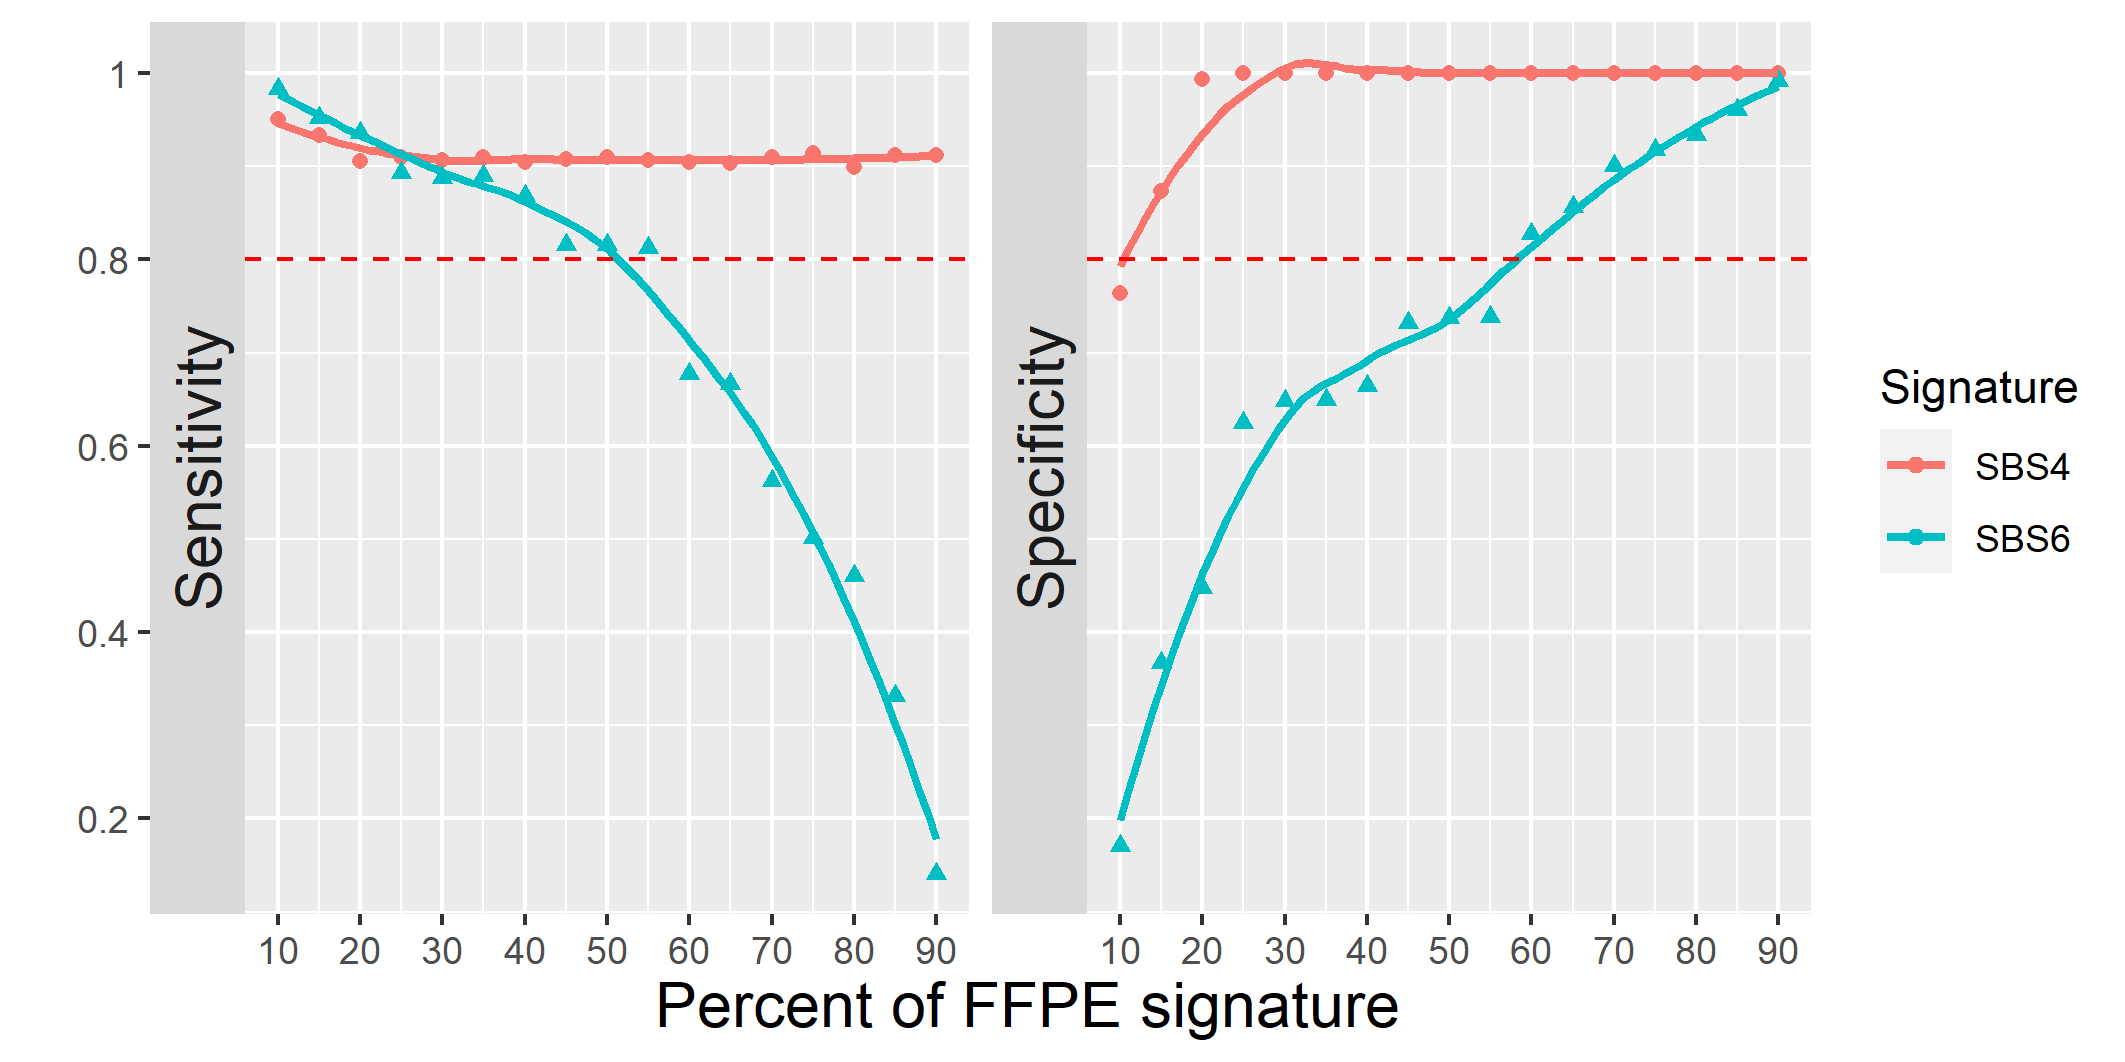 1
0.8
0.6
0.4
0.2
Sensitivity
Specificity
10 20 30 40 50 60 70 80 90
10 20 30 40 50 60 70 80 90
Percent of FFPE signature
Signature
SBS4
SBS6